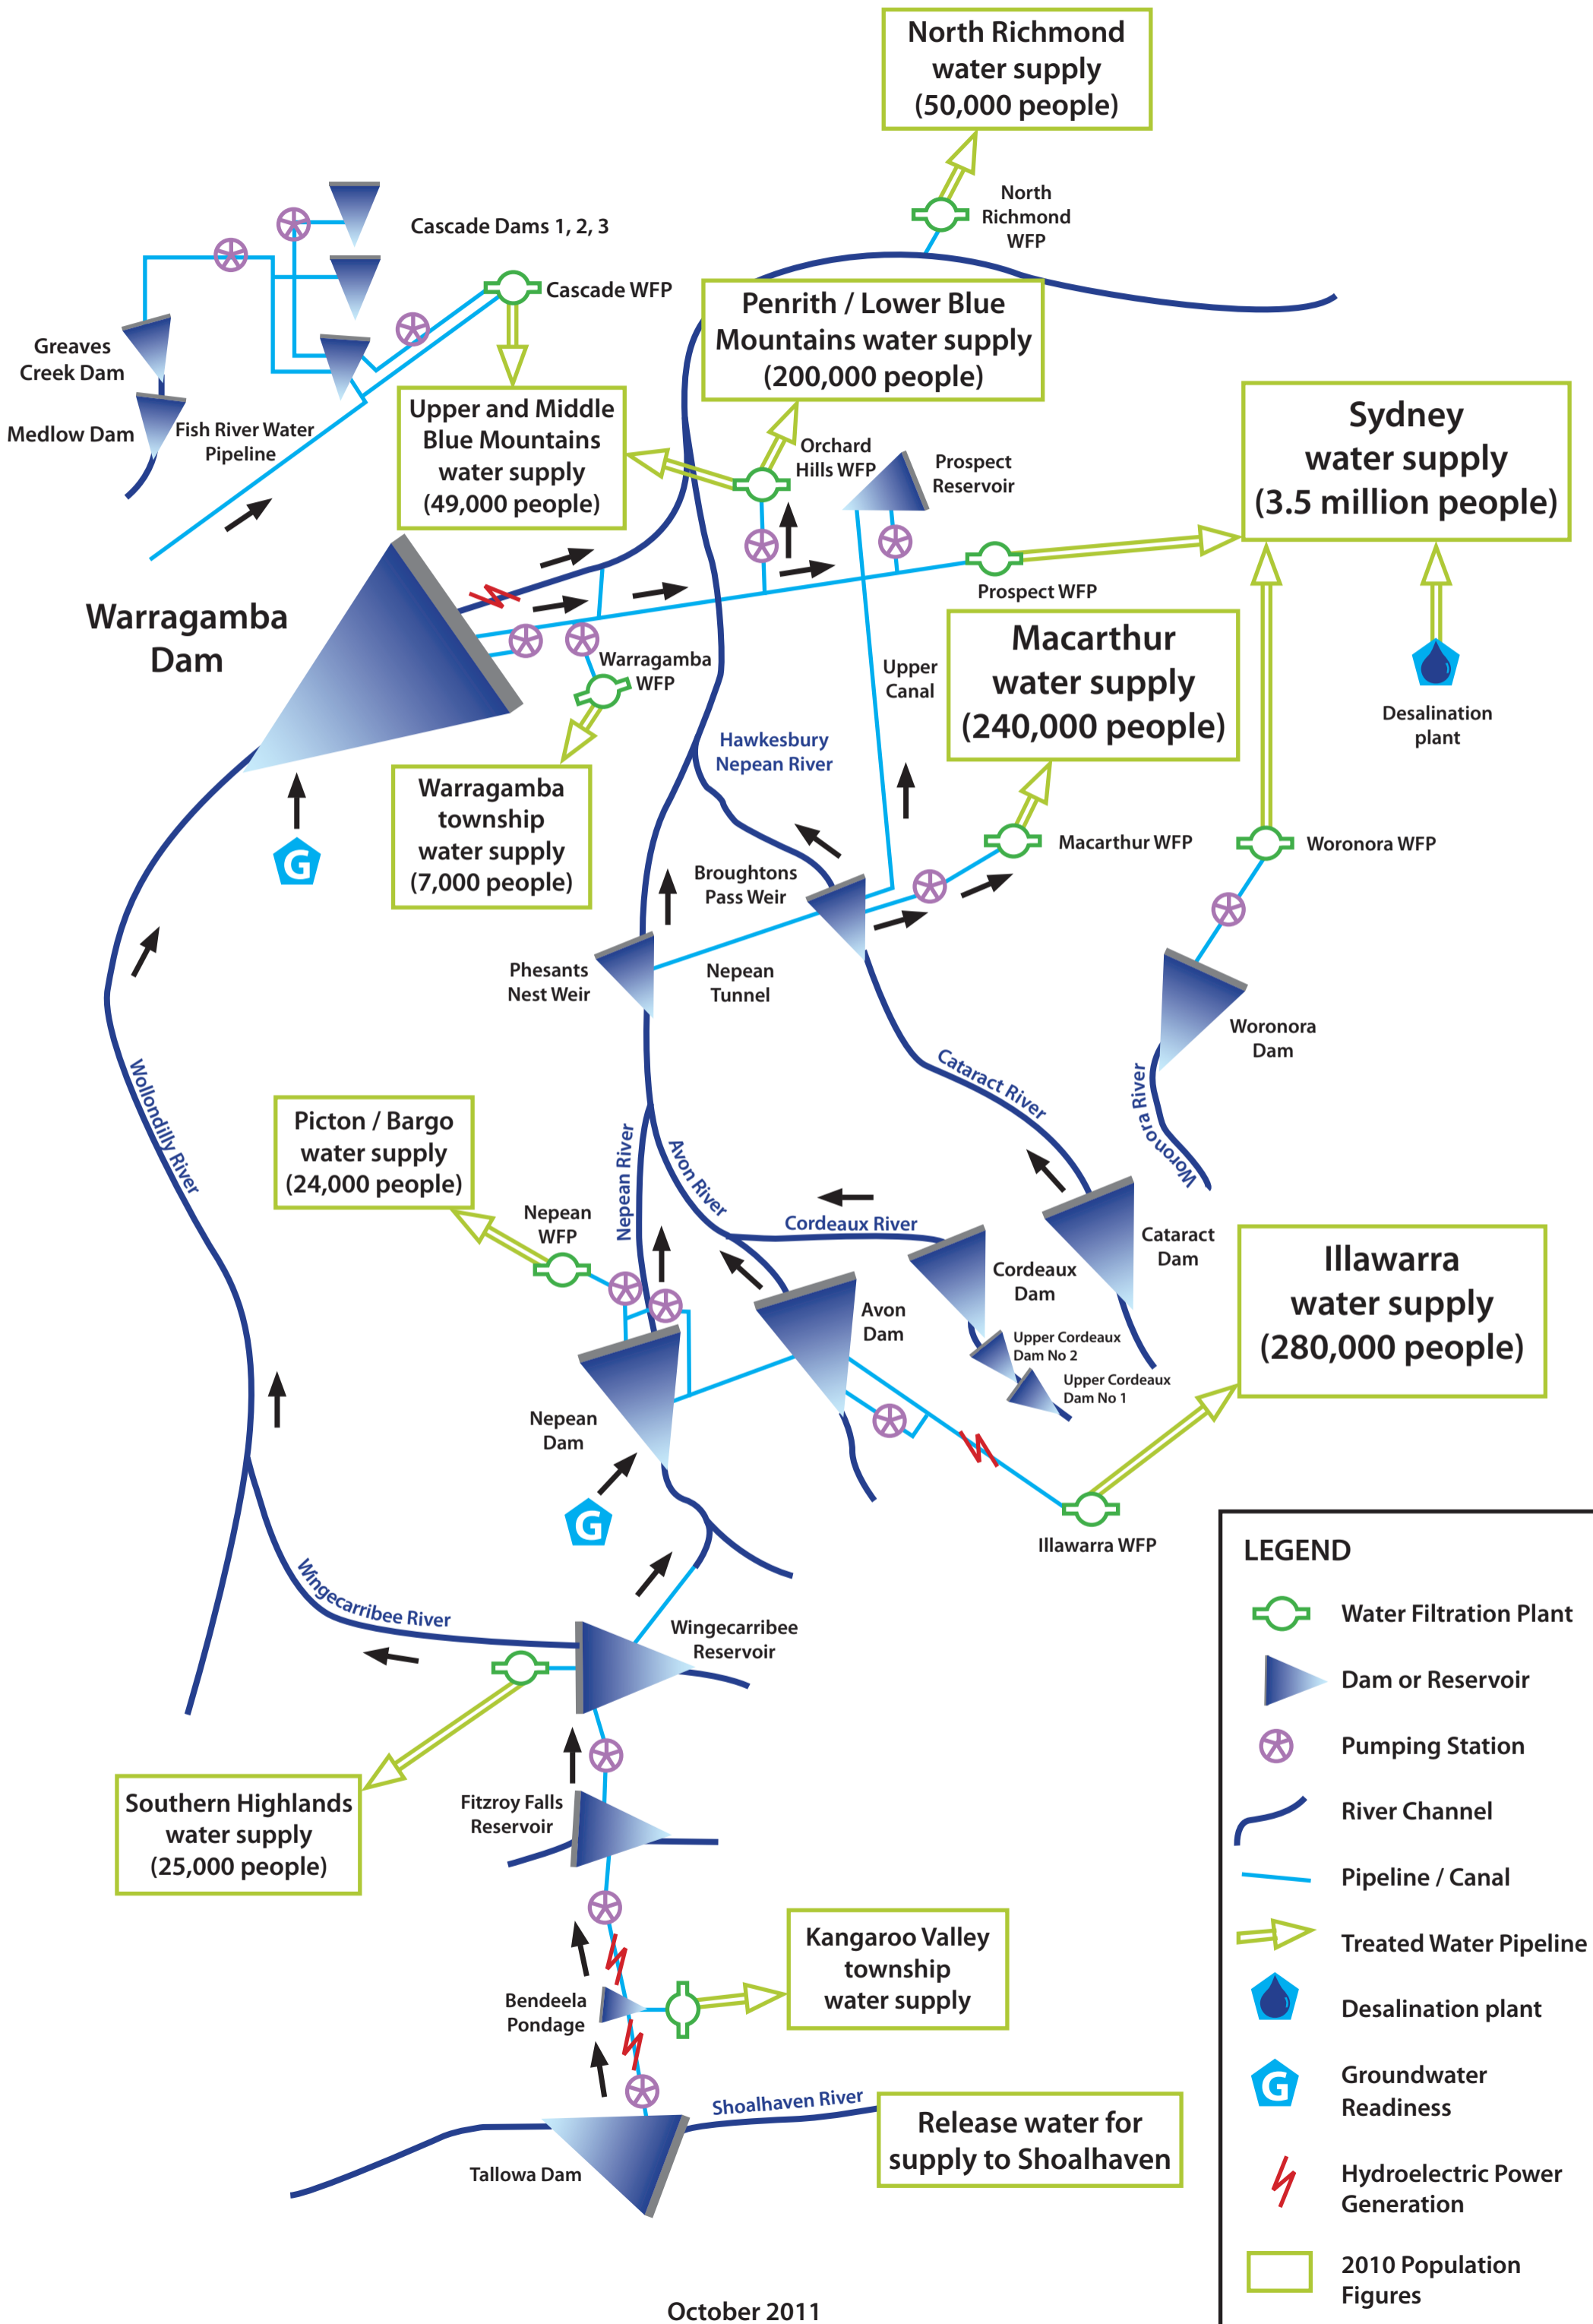 North Richmond
water supply
(50,000 people)
North
Richmond
WFP
Cascade Dams 1, 2, 3
Cascade WFP
Greaves
Creek Dam
Medlow Dam
Fish River Water
Pipeline
Upper and Middle
Blue Mountains
water supply
(49,000 people)
Penrith / Lower Blue
Mountains water supply
(200,000 people)
Orchard
Hills WFP
Prospect
Reservoir
Sydney
water supply
(3.5 million people)
Prospect WFP
Desalination
plant
Warragamba
Dam
Warragamba
WFP
Warragamba
township
water supply
(7,000 people)
Hawkesbury
Nepean River
Upper
Canal
Macarthur
water supply
(240,000 people)
Macarthur WFP
Woronora WFP
Broughtons
Pass Weir
Phesants
Nest Weir
Nepean
Tunnel
Woronora
Dam
Woronora River
Cataract River
Wollondilly River
Picton / Bargo
water supply
(24,000 people)
Nepean
WFP
Nepean River
Avon River
Cordeaux River
Cordeaux
Dam
Cataract
Dam
Avon
Dam
Upper Cordeaux
Dam No 2
Upper Cordeaux
Dam No 1
Illawarra
water supply
(280,000 people)
Nepean
Dam
G
G
Illawarra WFP
Wingecarribee River
Wingecarribee
Reservoir
Southern Highlands
water supply
(25,000 people)
Fitzroy Falls
Reservoir
Kangaroo Valley
township
water supply
Bendeela
Pondage
Shoalhaven River
Release water for
supply to Shoalhaven
Tallowa Dam
October 2011
LEGEND
Water Filtration Plant
Dam or Reservoir
Pumping Station
River Channel
Pipeline / Canal
Treated Water Pipeline
Desalination plant
G
Groundwater
Readiness
Hydroelectric Power
Generation
2010 Population
Figures